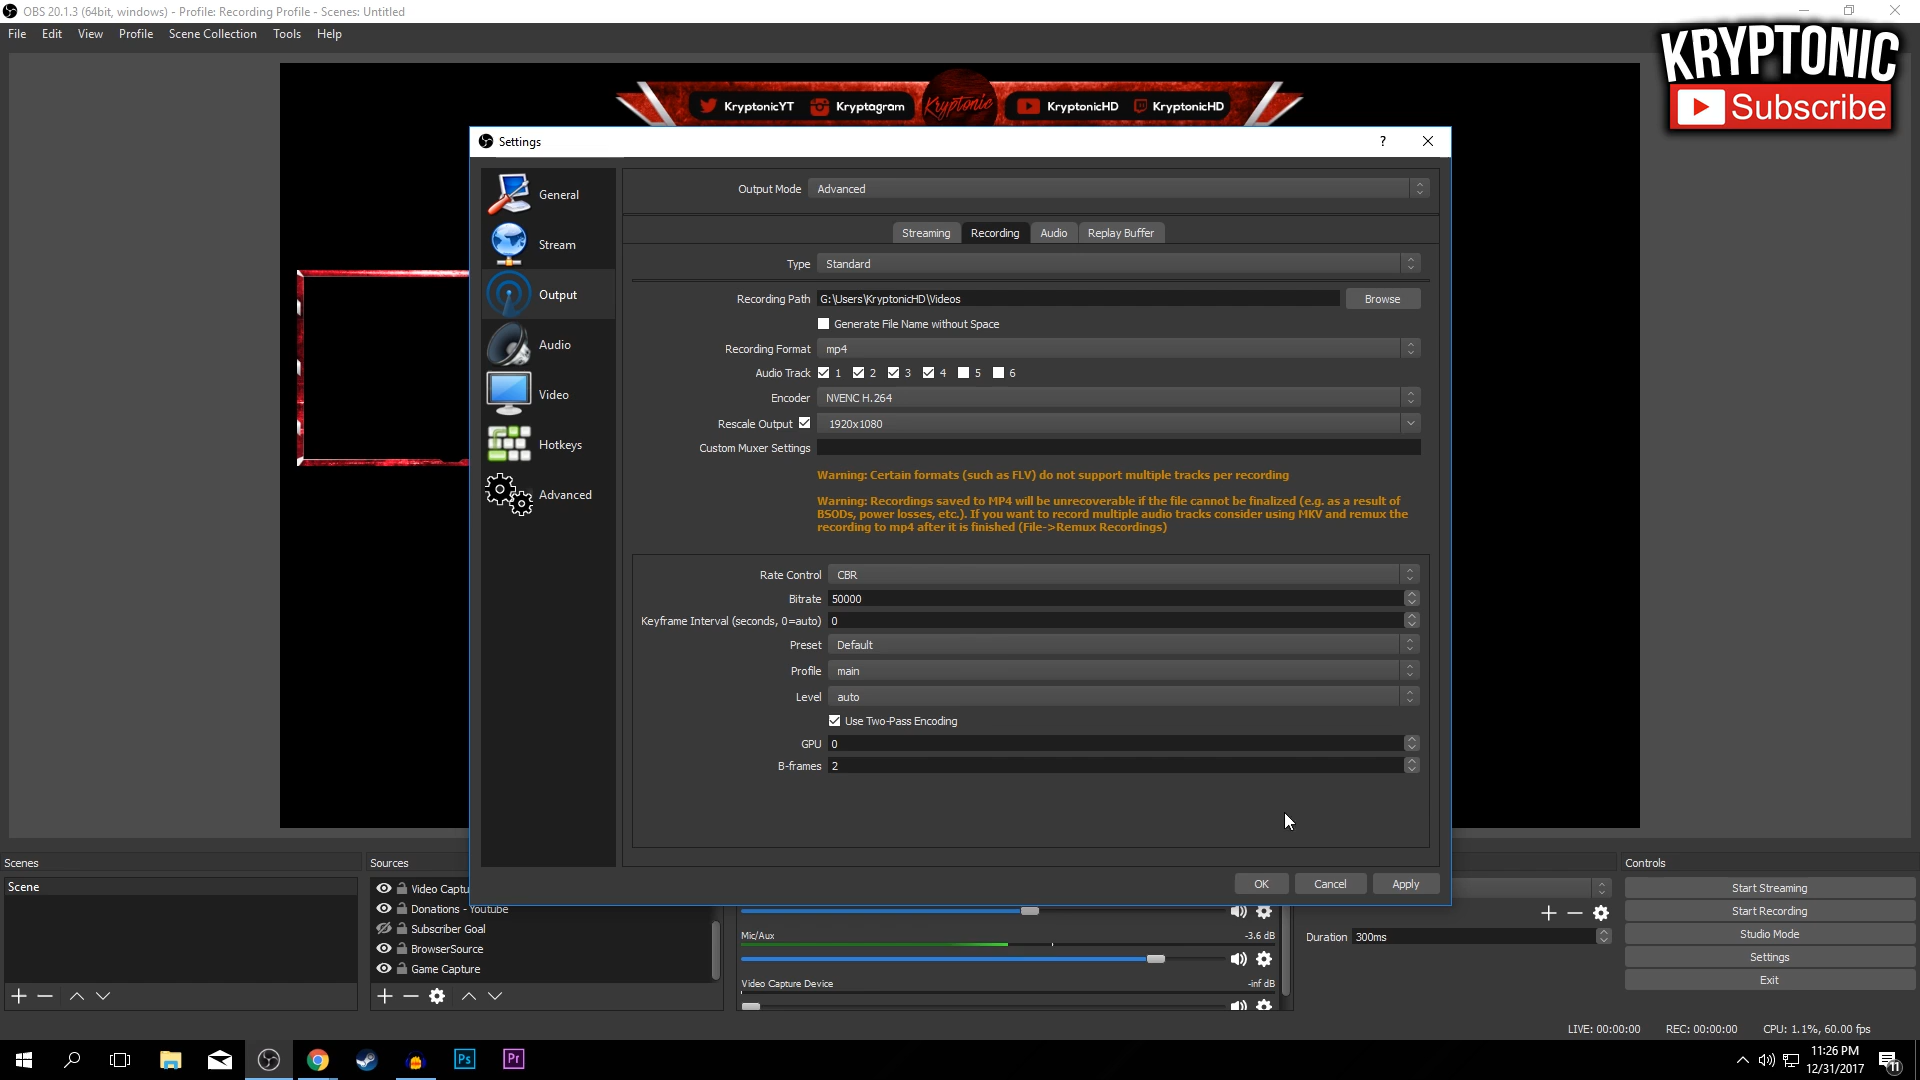 OBS 20.1.3 (64bit, windows) - Profile: Recording Profile - Scenes: Untitled
File Edit View Profile Scene Collection Tools Help
KRYPTONIC
Subscribe
KryptonicYT Kryptagram Kryptonic KryptonicHD KryptonicHD
Settings ?
General
Stream
Output
Audio
Video
Hotkeys
Advanced
Output Mode Advanced
Streaming Recording Audio Replay Buffer
Type Standard
Recording Path G:\Users\KryptonicHD\Videos Browse
Generate File Name without Space
Recording Format mp4
Audio Track 1 2 3 4 5 6
Encoder NVENC H.264
Rescale Output 1920x1080
Custom Muxer Settings
Warning: Certain formats (such as FLV) do not support multiple tracks per recording
Warning: Recordings saved to MP4 will be unrecoverable if the file cannot be finalized (e.g. as a result of
BSODs, power losses, etc.). If you want to record multiple audio tracks consider using MKV and remux the
recording to mp4 after it is finished (File->Remux Recordings)
Rate Control CBR
Bitrate 50000
Keyframe Interval (seconds, 0=auto) 0
Preset Default
Profile main
Level auto
Use Two-Pass Encoding
GPU 0
B-frames 2
OK Cancel Apply
Scenes
Scene
Sources
Video Captu
Donations - Youtube
Subscriber Goal
BrowserSource
Game Capture
Mic/Aux -3.6 dB
Video Capture Device -inf dB
Duration 300ms
Controls
Start Streaming
Start Recording
Studio Mode
Settings
Exit
LIVE: 00:00:00 REC: 00:00:00 CPU: 1.1%, 60.00 fps
Ps Pr
11:26 PM
12/31/2017
11